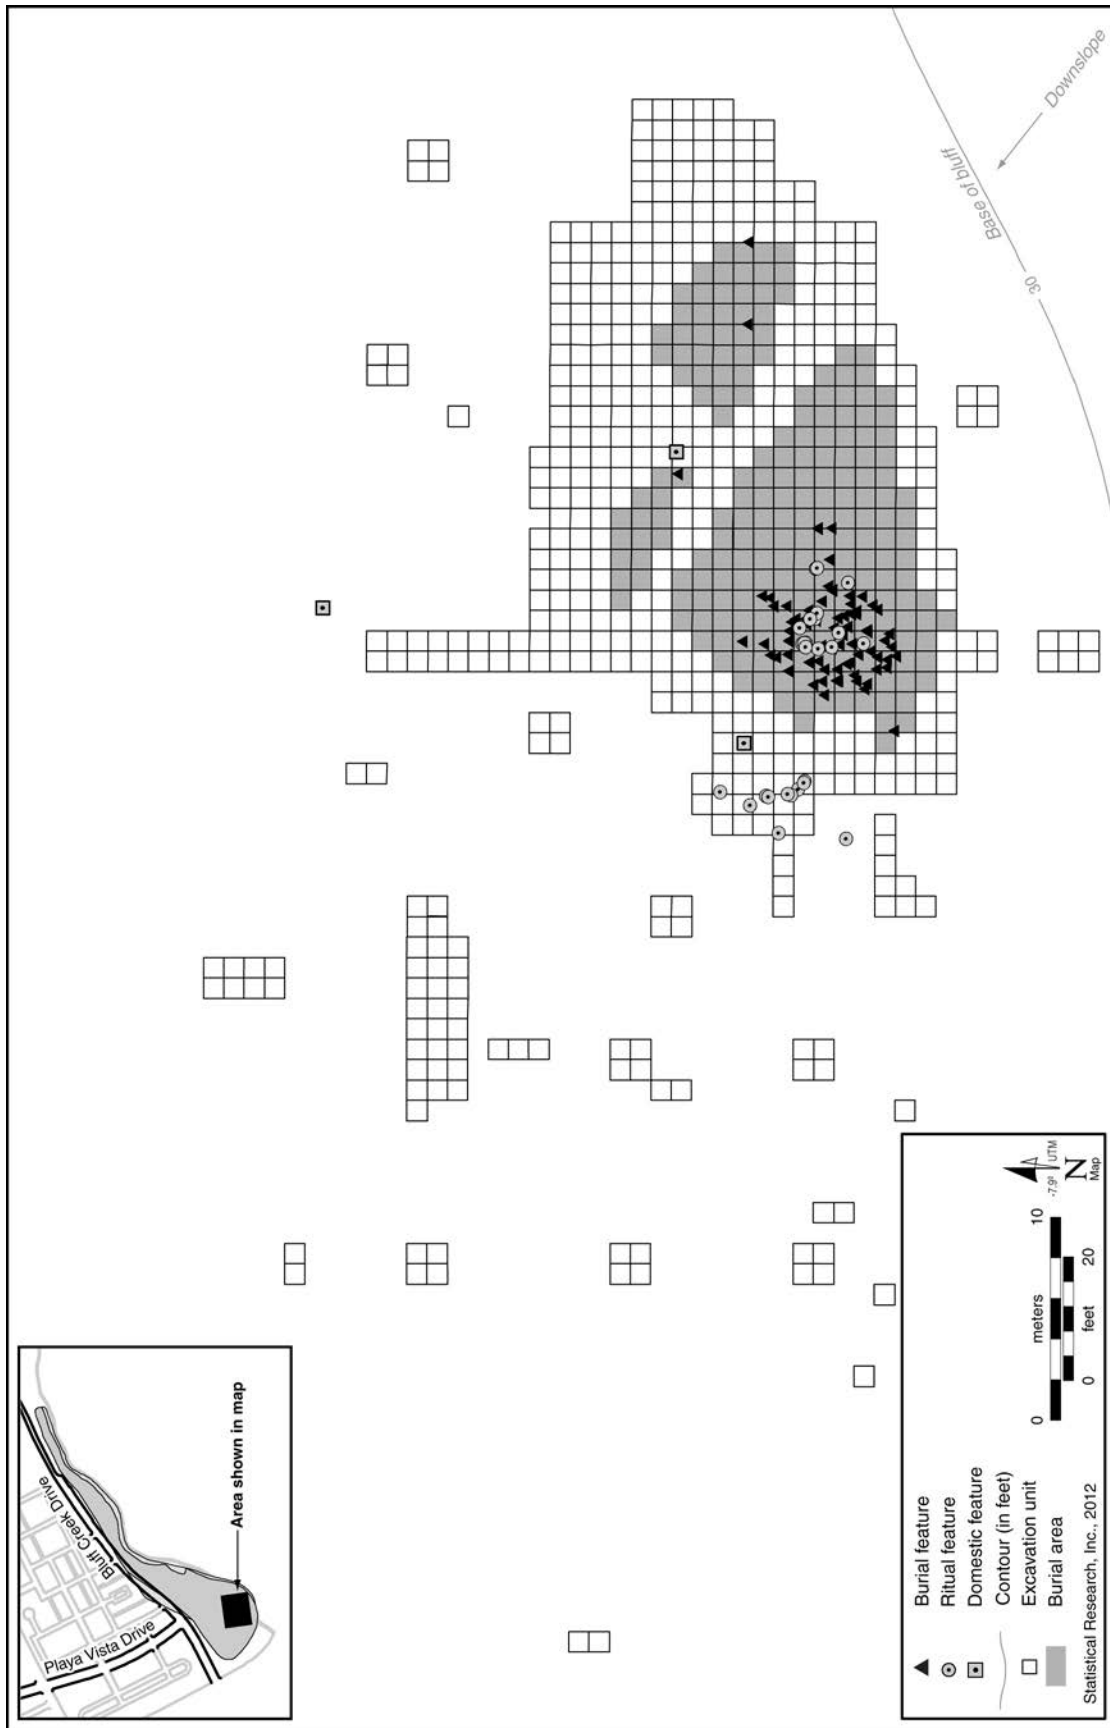 Playa Vista Drive
Bluff Creek Drive
Area shown in map
Base of bluff
Downslope
30
Burial feature
Ritual feature
Domestic feature
Contour (in feet)
Excavation unit
Burial area
0 meters 10
0 feet 20
-7.9º UTM
N
Map
Statistical Research, Inc., 2012